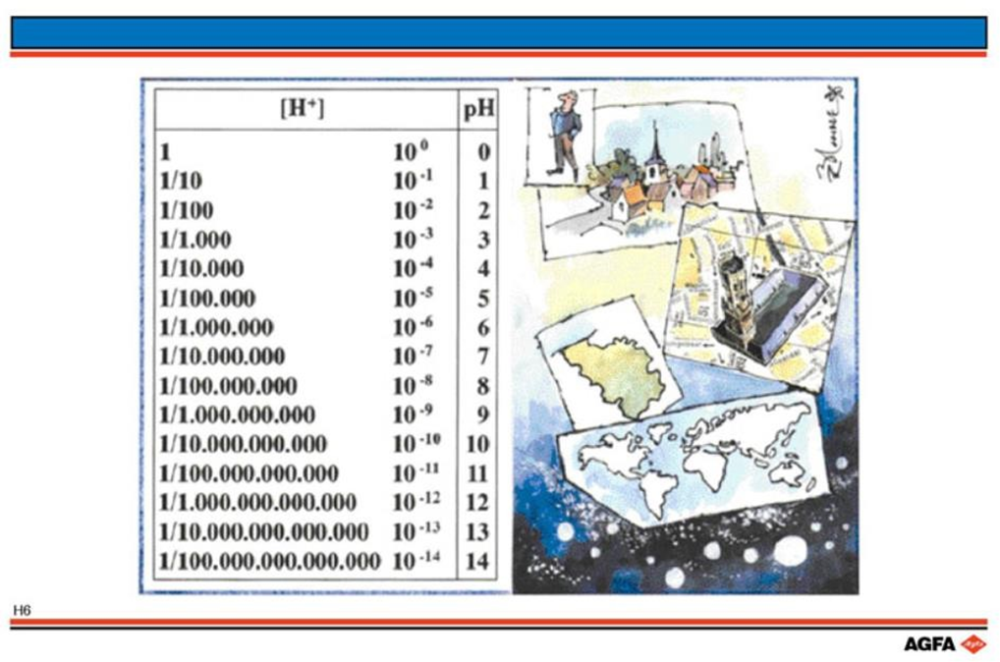 [H⁺] pH
1 10⁰ 0
1/10 10⁻¹ 1
1/100 10⁻² 2
1/1.000 10⁻³ 3
1/10.000 10⁻⁴ 4
1/100.000 10⁻⁵ 5
1/1.000.000 10⁻⁶ 6
1/10.000.000 10⁻⁷ 7
1/100.000.000 10⁻⁸ 8
1/1.000.000.000 10⁻⁹ 9
1/10.000.000.000 10⁻¹⁰ 10
1/100.000.000.000 10⁻¹¹ 11
1/1.000.000.000.000 10⁻¹² 12
1/10.000.000.000.000 10⁻¹³ 13
1/100.000.000.000.000 10⁻¹⁴ 14
H6
AGFA